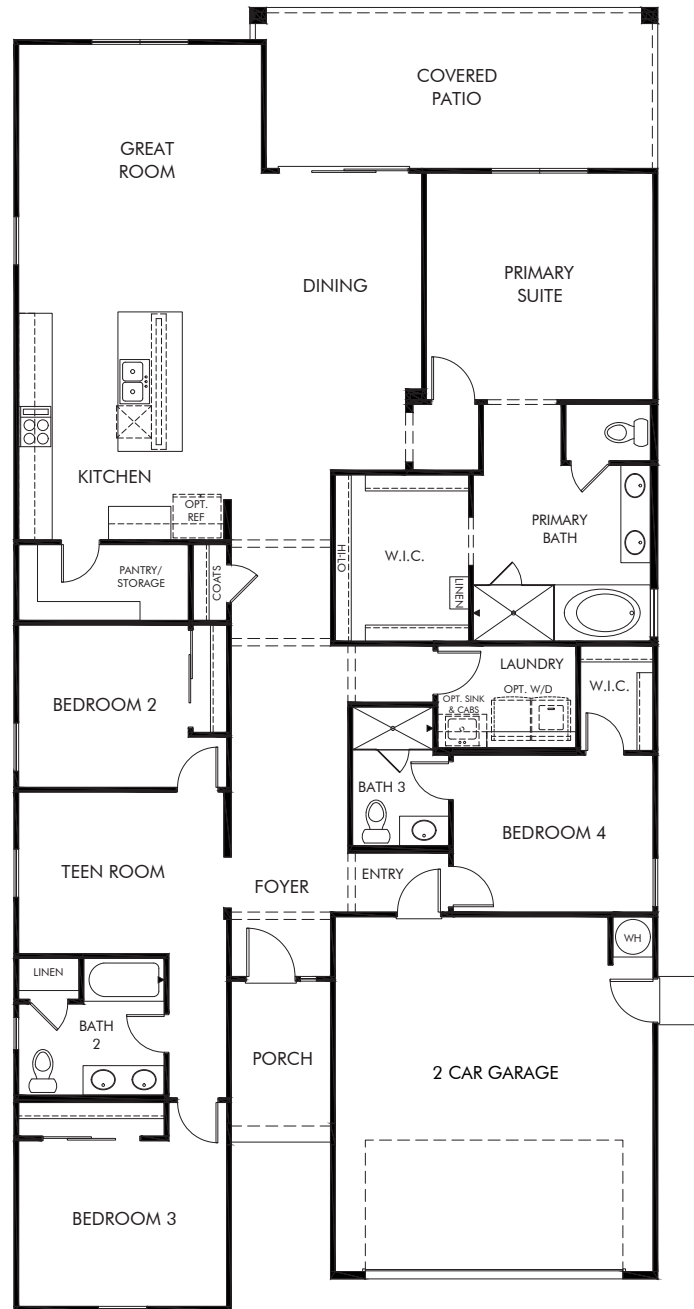 COVERED
PATIO
GREAT
ROOM
DINING
PRIMARY
SUITE
KITCHEN
OPT.
REF
PRIMARY
BATH
PANTRY/
STORAGE
COATS
HI-LO
W.I.C.
LINEN
LAUNDRY
OPT. W/D
OPT. SINK
& CABS
W.I.C.
BEDROOM 2
BATH 3
BEDROOM 4
TEEN ROOM
FOYER
ENTRY
WH
LINEN
BATH
2
PORCH
2 CAR GARAGE
BEDROOM 3